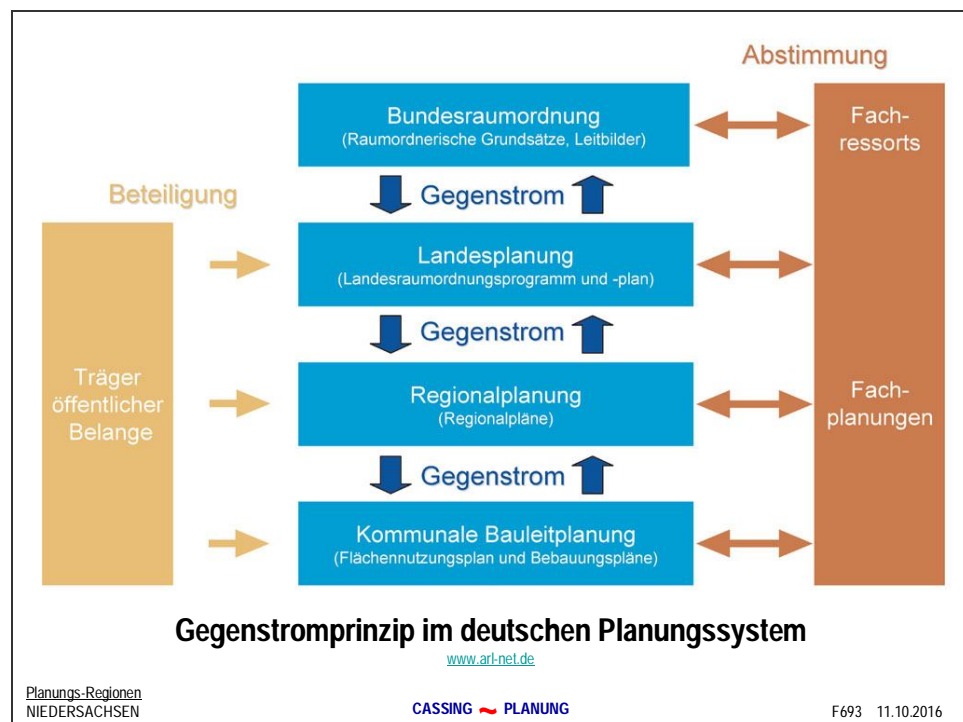 Abstimmung
Bundesraumordnung
(Raumordnerische Grundsätze, Leitbilder)
Fach-
ressorts
Beteiligung
Gegenstrom
Landesplanung
(Landesraumordnungsprogramm und -plan)
Gegenstrom
Träger
öffentlicher
Belange
Regionalplanung
(Regionalpläne)
Fach-
planungen
Gegenstrom
Kommunale Bauleitplanung
(Flächennutzungsplan und Bebauungspläne)
Gegenstromprinzip im deutschen Planungssystem
www.arl-net.de
Planungs-Regionen
NIEDERSACHSEN
CASSING ~ PLANUNG
F693 11.10.2016